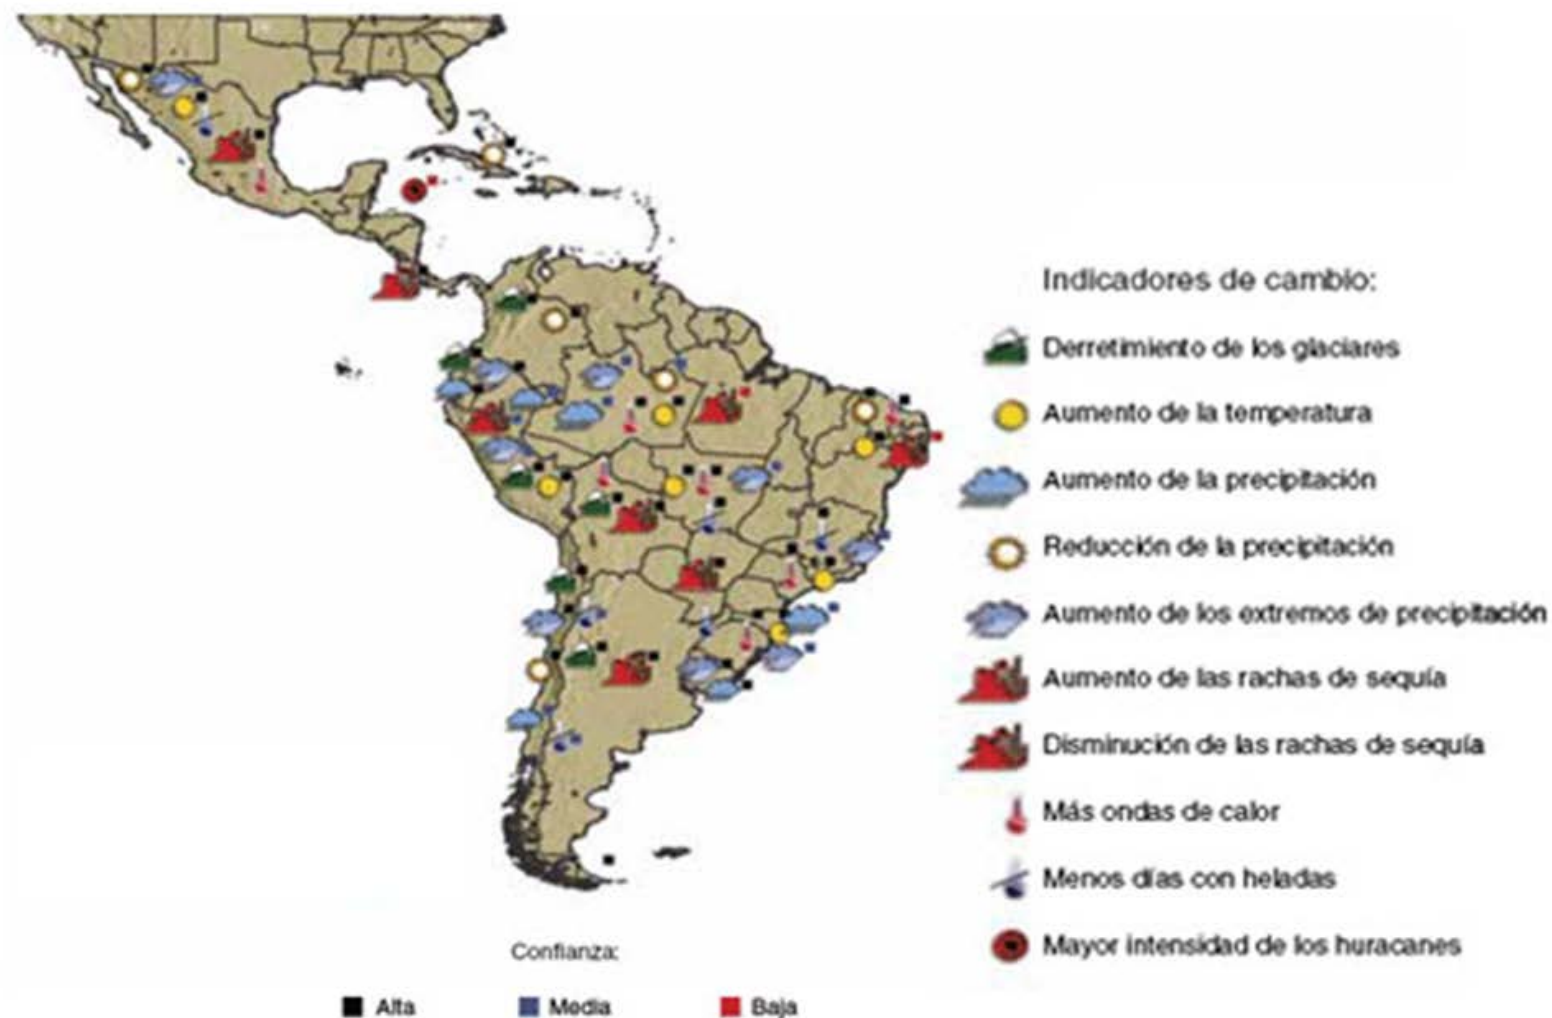 Indicadores de cambio:
Derretimiento de los glaciares
Aumento de la temperatura
Aumento de la precipitación
Reducción de la precipitación
Aumento de los extremos de precipitación
Aumento de las rachas de sequía
Disminución de las rachas de sequía
Más ondas de calor
Menos días con heladas
Mayor intensidad de los huracanes
Confianza:
Alta Media Baja